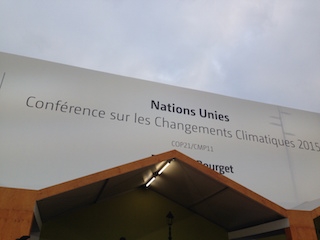 Nations Unies
Conférence sur les Changements Climatiques 2015
COP21/CMP11
Bourget